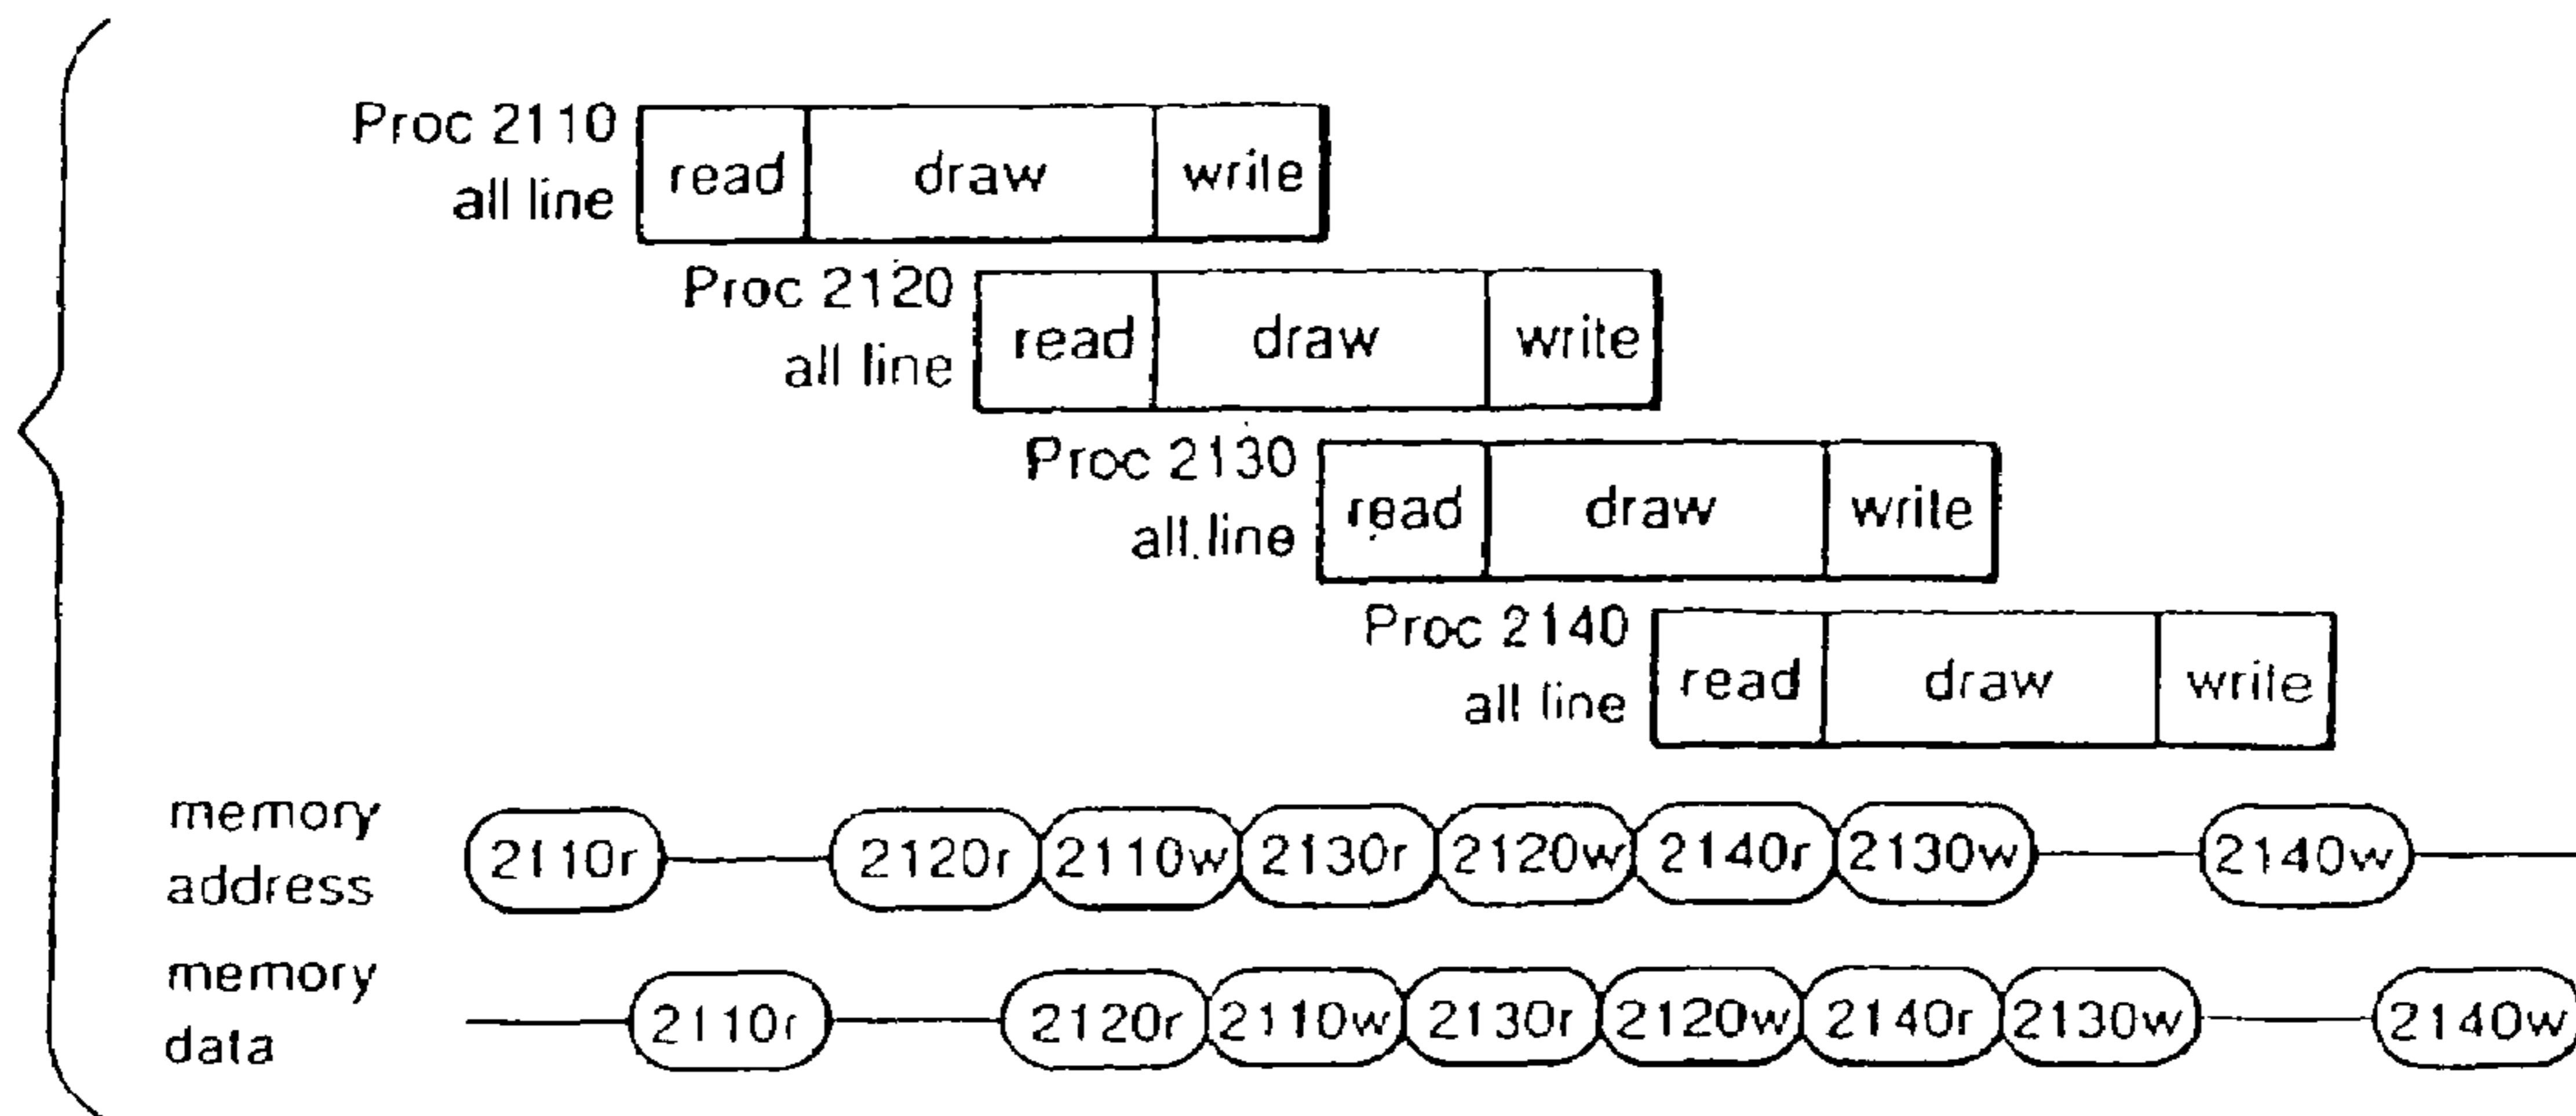 Proc 2110
all line
read draw write
Proc 2120
all line
read draw write
Proc 2130
all line
read draw write
Proc 2140
all line
read draw write
memory
address
2110r 2120r 2110w 2130r 2120w 2140r 2130w 2140w
memory
data
2110r 2120r 2110w 2130r 2120w 2140r 2130w 2140w